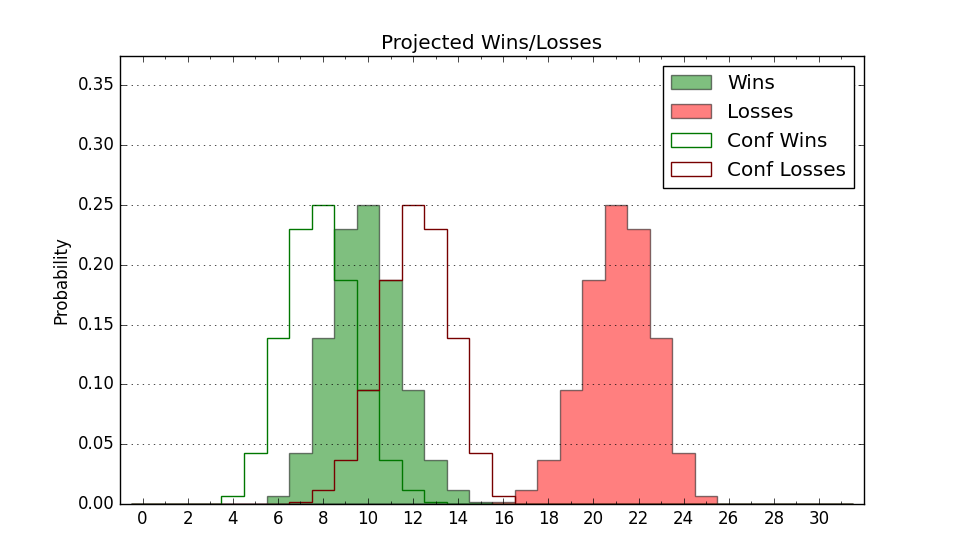 Projected Wins/Losses
0.35
0.30
0.25
0.20
0.15
0.10
0.05
0.00
Probability
Wins
Losses
Conf Wins
Conf Losses
0 2 4 6 8 10 12 14 16 18 20 22 24 26 28 30